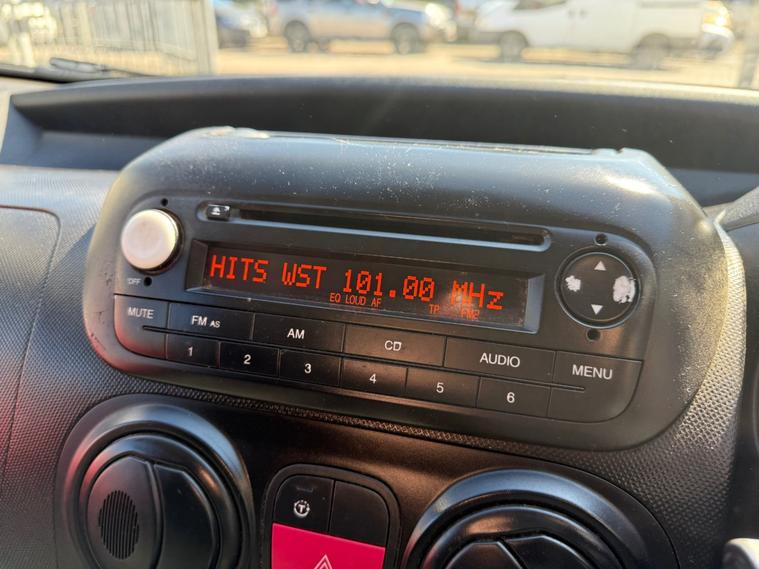 HITS WST 101.00 MHz
EQ LOUD AF TP FM2
OFF
MUTE FM AS AM CD AUDIO MENU
1 2 3 4 5 6